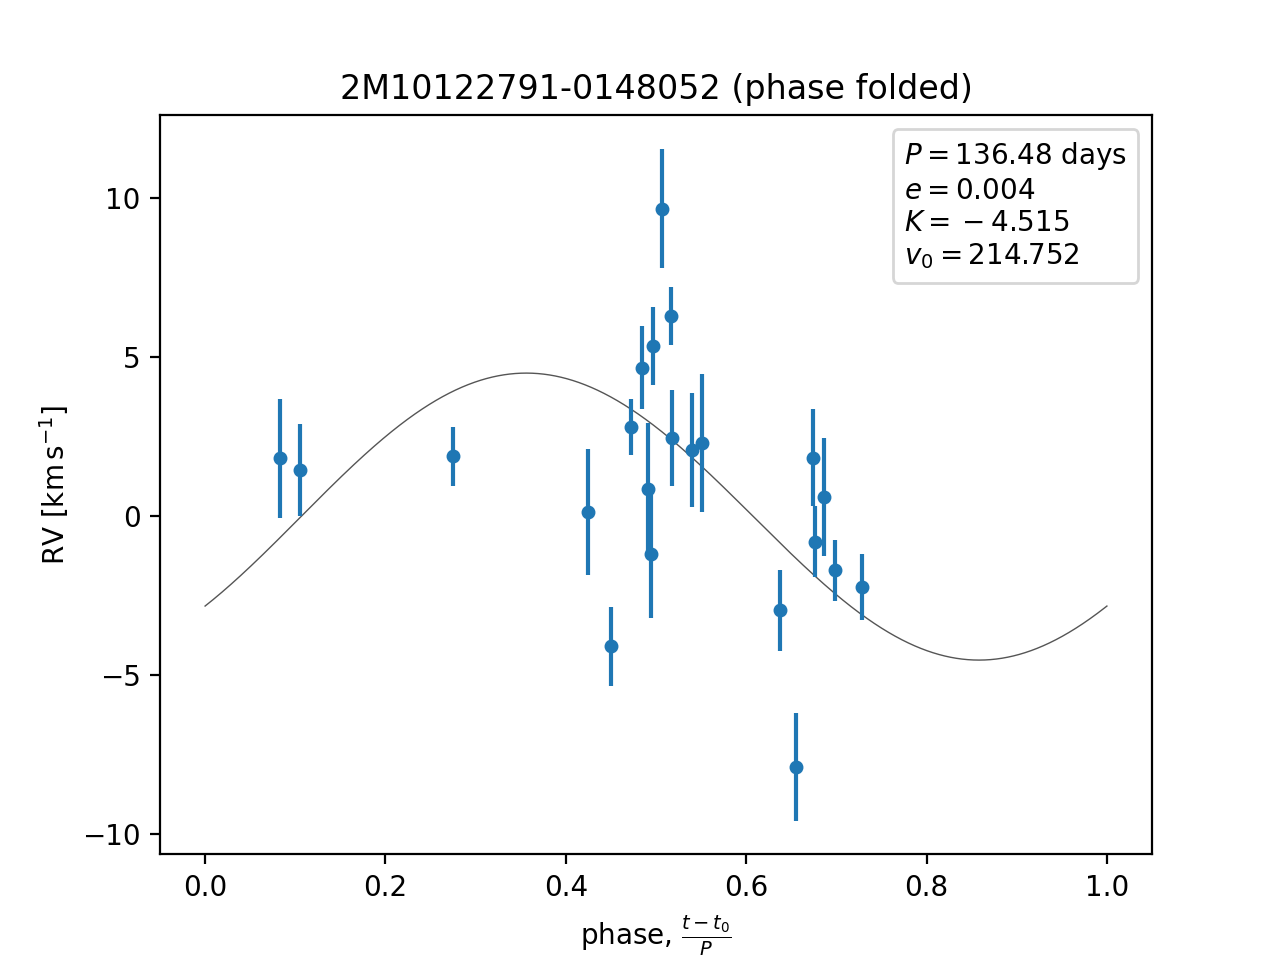 2M10122791-0148052 (phase folded)
P = 136.48 days
e = 0.004
K = −4.515
v₀ = 214.752
RV [km s⁻¹]
10
5
0
−5
−10
0.0 0.2 0.4 0.6 0.8 1.0
phase, (t − t₀)/P